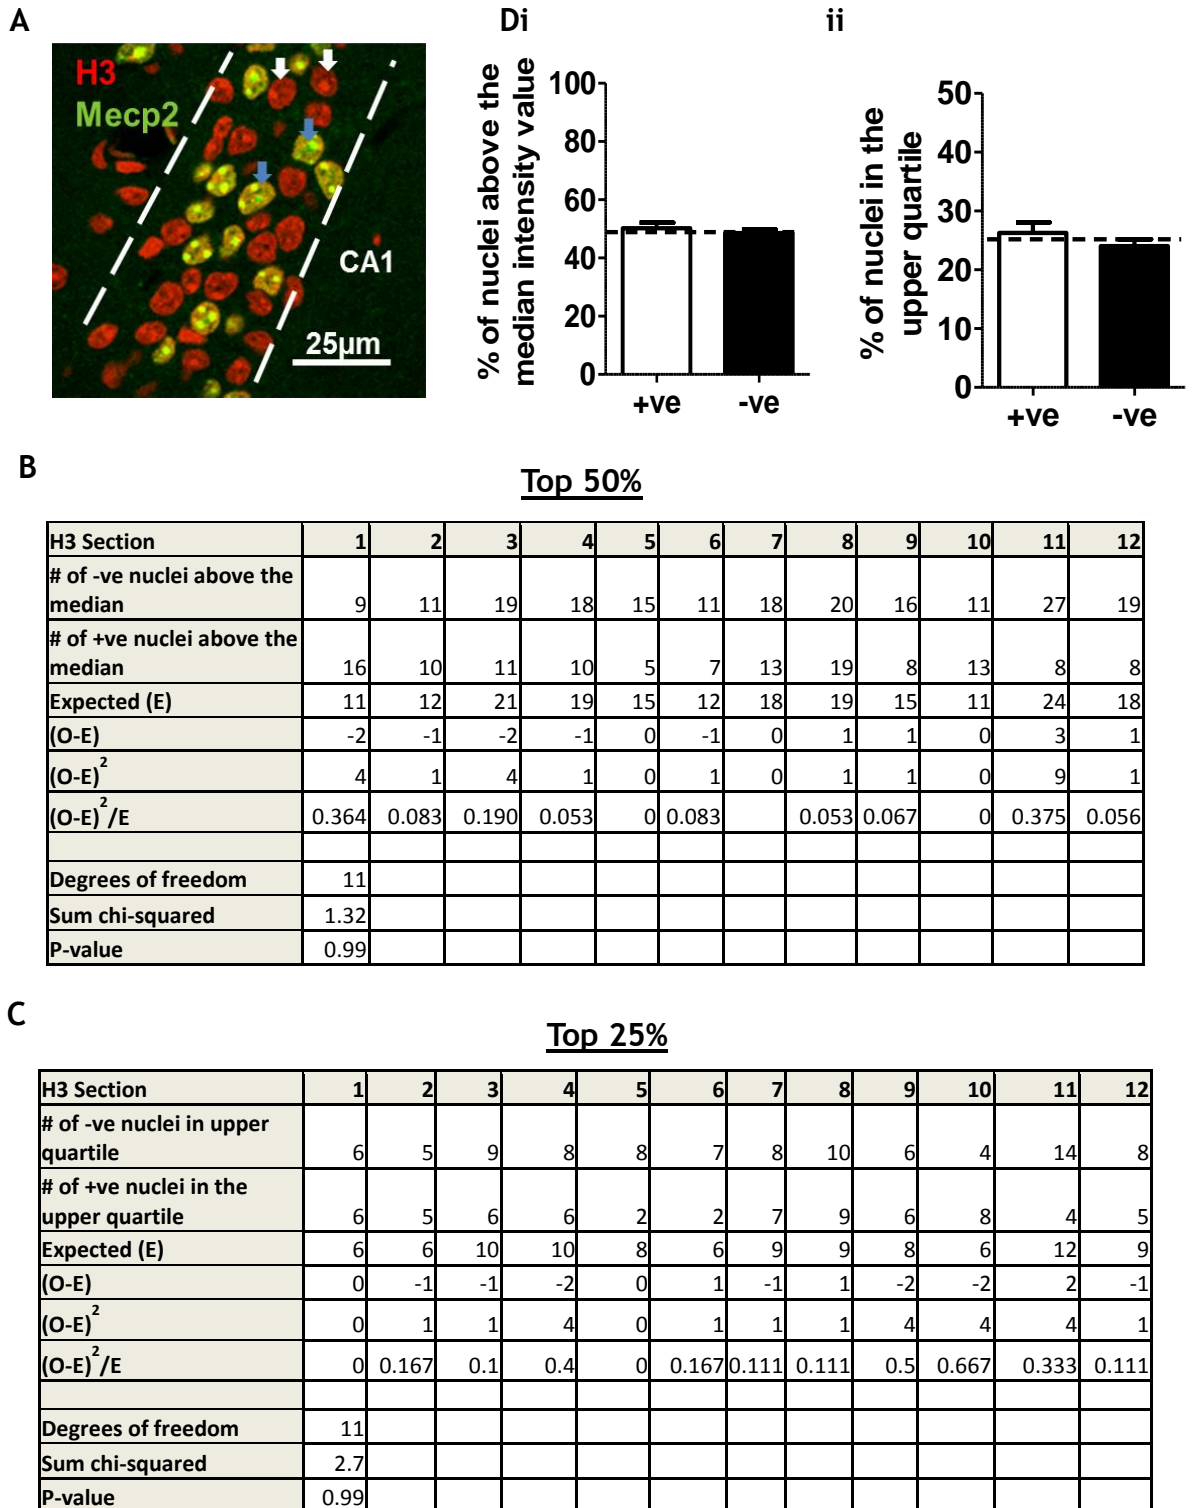 A
H3
Mecp2
CA1
25µm
Di
% of nuclei above the
median intensity value
100
80
60
40
20
0
+ve -ve
ii
% of nuclei in the
upper quartile
50
40
30
20
10
0
+ve -ve
B
Top 50%
H3 Section 1 2 3 4 5 6 7 8 9 10 11 12
# of -ve nuclei above the
median 9 11 19 18 15 11 18 20 16 11 27 19
# of +ve nuclei above the
median 16 10 11 10 5 7 13 19 8 13 8 8
Expected (E) 11 12 21 19 15 12 18 19 15 11 24 18
(O-E) -2 -1 -2 -1 0 -1 0 1 1 0 3 1
(O-E)² 4 1 4 1 0 1 0 1 1 0 9 1
(O-E)²/E 0.364 0.083 0.190 0.053 0 0.083 0.053 0.067 0 0.375 0.056
Degrees of freedom 11
Sum chi-squared 1.32
P-value 0.99
C
Top 25%
H3 Section 1 2 3 4 5 6 7 8 9 10 11 12
# of -ve nuclei in upper
quartile 6 5 9 8 8 7 8 10 6 4 14 8
# of +ve nuclei in the
upper quartile 6 5 6 6 2 2 7 9 6 8 4 5
Expected (E) 6 6 10 10 8 6 9 9 8 6 12 9
(O-E) 0 -1 -1 -2 0 1 -1 1 -2 -2 2 -1
(O-E)² 0 1 1 4 0 1 1 1 4 4 4 1
(O-E)²/E 0 0.167 0.1 0.4 0 0.167 0.111 0.111 0.5 0.667 0.333 0.111
Degrees of freedom 11
Sum chi-squared 2.7
P-value 0.99